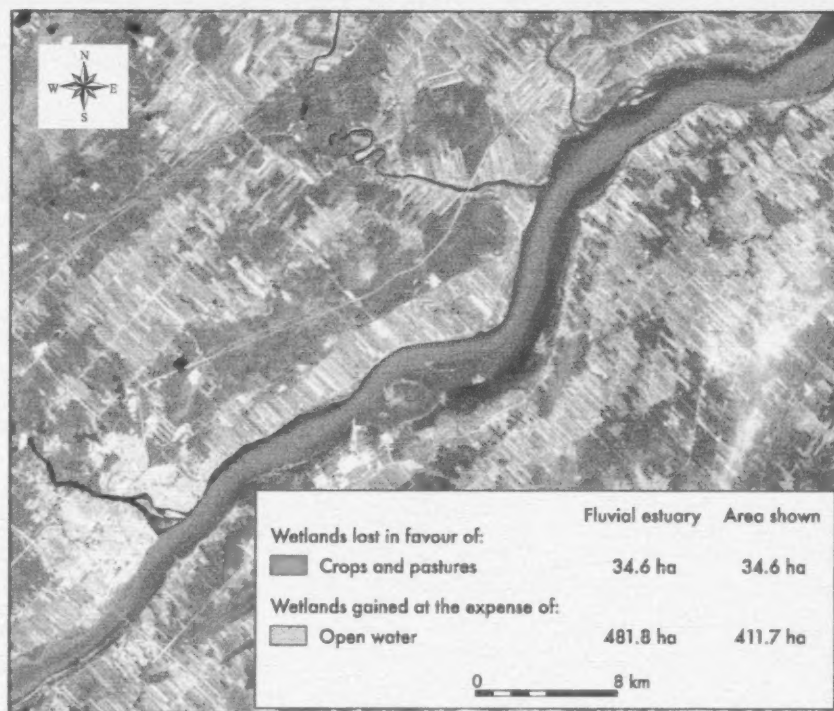 N
W E
S
Fluvial estuary Area shown
Wetlands lost in favour of:
Crops and pastures 34.6 ha 34.6 ha
Wetlands gained at the expense of:
Open water 481.8 ha 411.7 ha
0 8 km